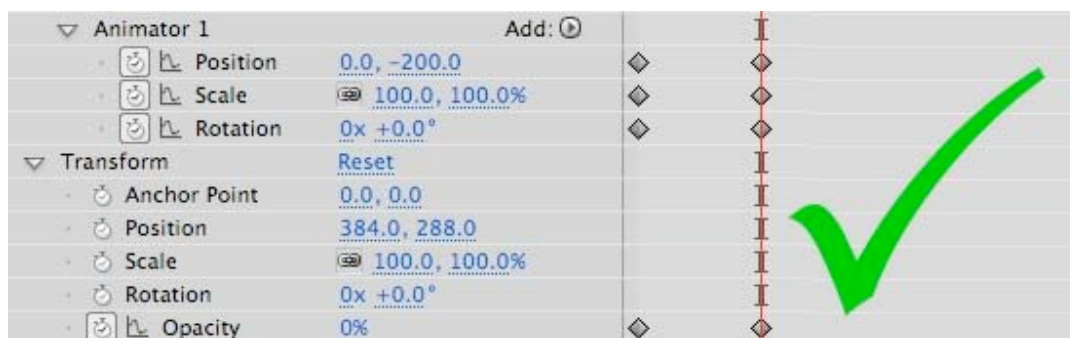 Animator 1 Add:
Position 0.0, -200.0
Scale 100.0, 100.0%
Rotation 0x +0.0°
Transform Reset
Anchor Point 0.0, 0.0
Position 384.0, 288.0
Scale 100.0, 100.0%
Rotation 0x +0.0°
Opacity 0%